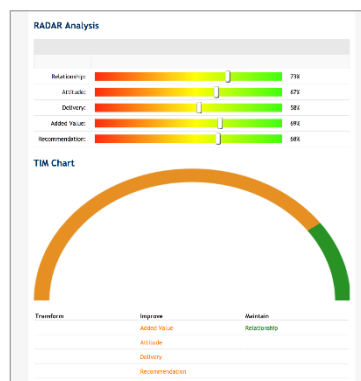 RADAR Analysis
Relationship: 73%
Attitude: 67%
Delivery: 58%
Added Value: 69%
Recommendation: 68%
TIM Chart
Transform Improve Maintain
Added Value Relationship
Attitude
Delivery
Recommendation